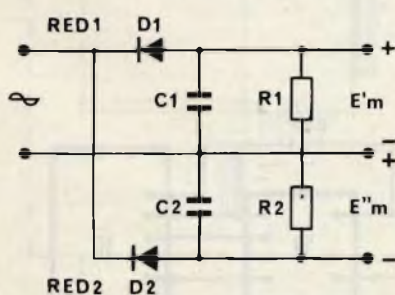 RED1 D1
+
C1 R1 E'm
−
+
C2 R2 E"m
−
RED2 D2